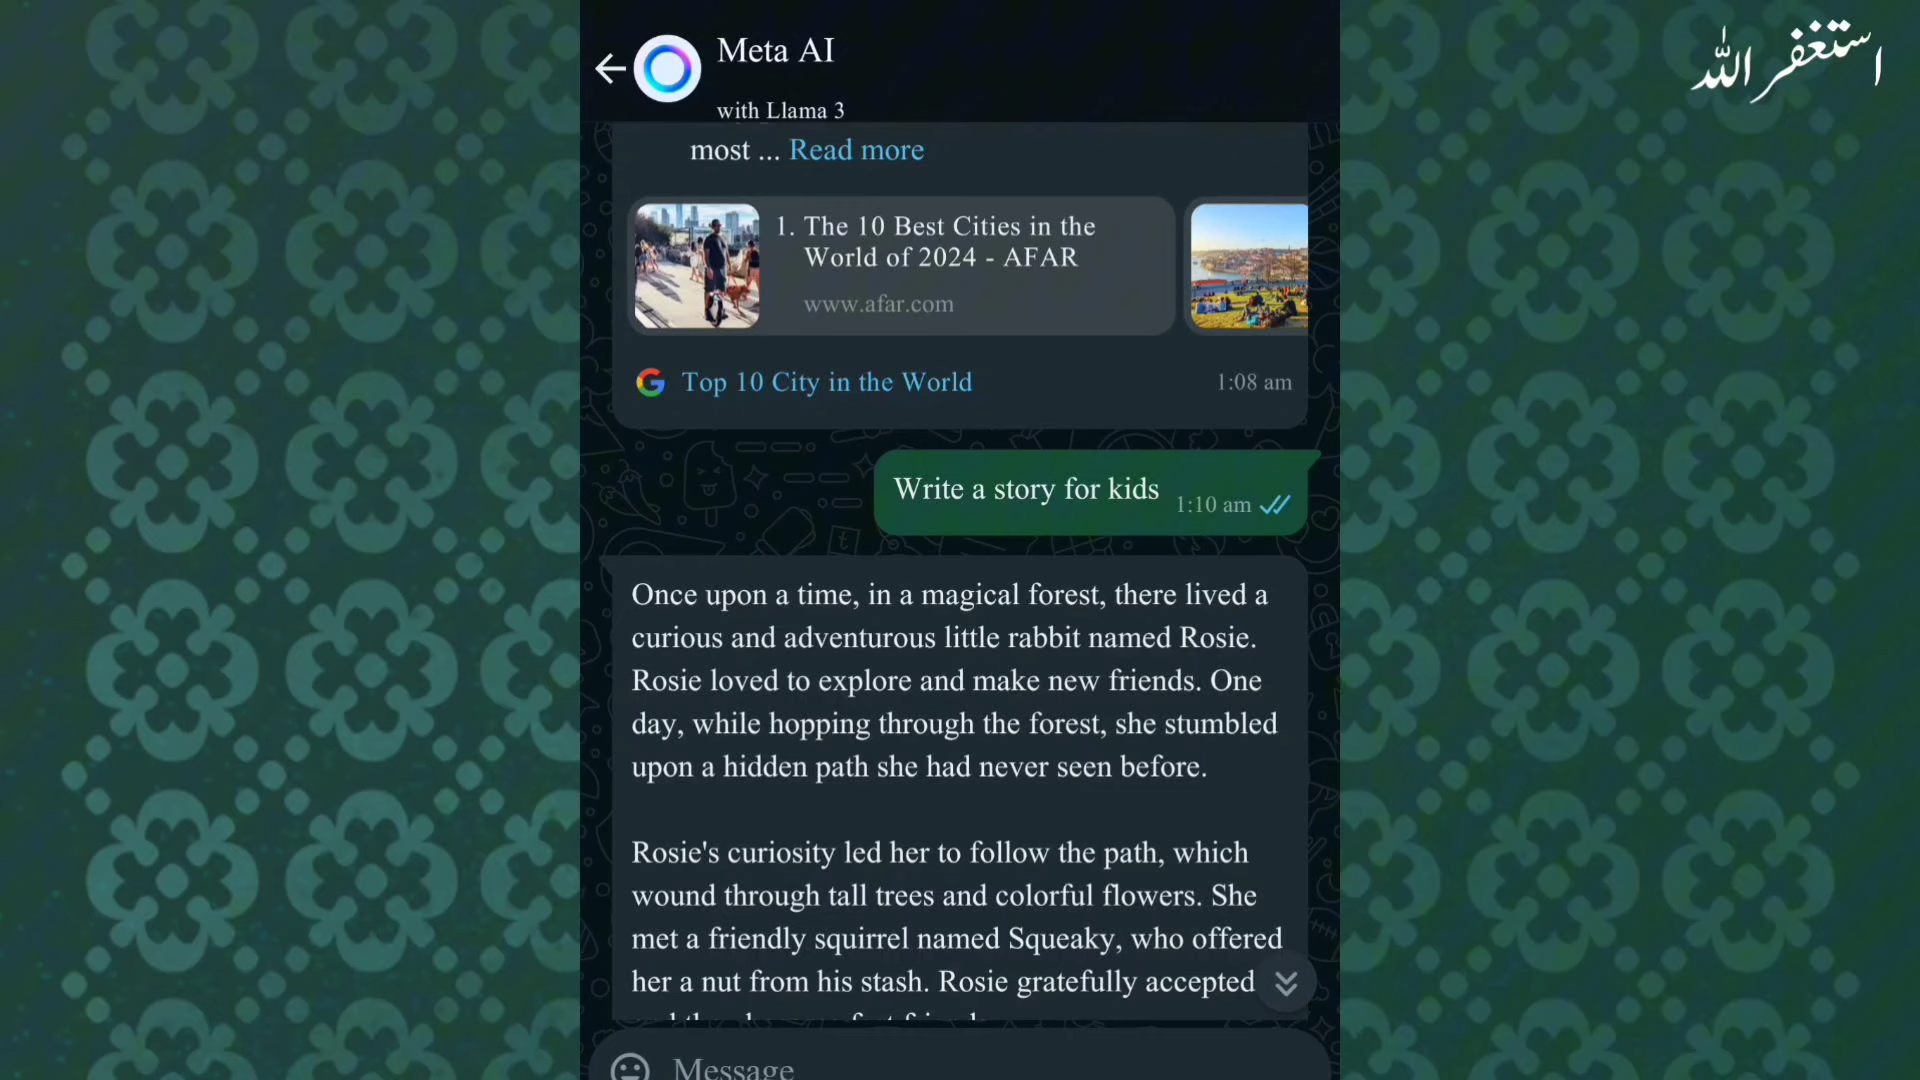 استغفر الله
Meta AI
with Llama 3
most ... Read more
1. The 10 Best Cities in the
World of 2024 - AFAR
www.afar.com
Top 10 City in the World
1:08 am
Write a story for kids
1:10 am
Once upon a time, in a magical forest, there lived a
curious and adventurous little rabbit named Rosie.
Rosie loved to explore and make new friends. One
day, while hopping through the forest, she stumbled
upon a hidden path she had never seen before.
Rosie's curiosity led her to follow the path, which
wound through tall trees and colorful flowers. She
met a friendly squirrel named Squeaky, who offered
her a nut from his stash. Rosie gratefully accepted
Message